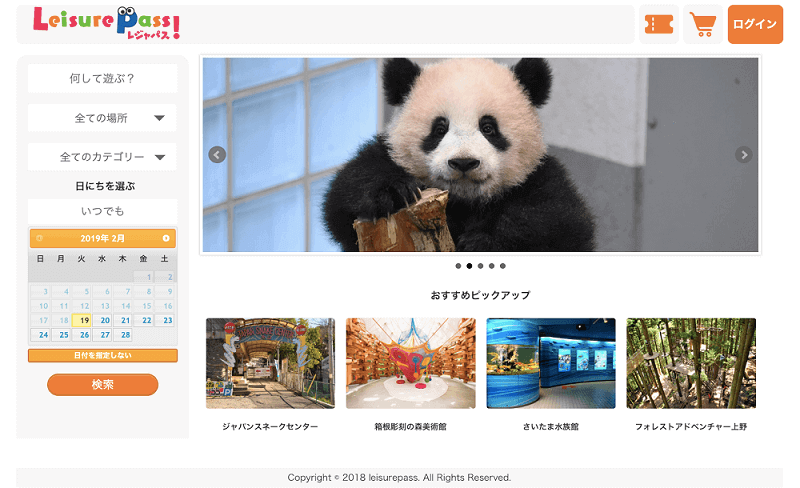 Leisure Pass!
レジャパス
ログイン
何して遊ぶ？
全ての場所
全てのカテゴリー
日にちを選ぶ
いつでも
2019年 2月
日 月 火 水 木 金 土
1 2
3 4 5 6 7 8 9
10 11 12 13 14 15 16
17 18 19 20 21 22 23
24 25 26 27 28
日付を指定しない
検索
おすすめピックアップ
ジャパンスネークセンター
箱根彫刻の森美術館
さいたま水族館
フォレストアドベンチャー上野
Copyright © 2018 leisurepass. All Rights Reserved.